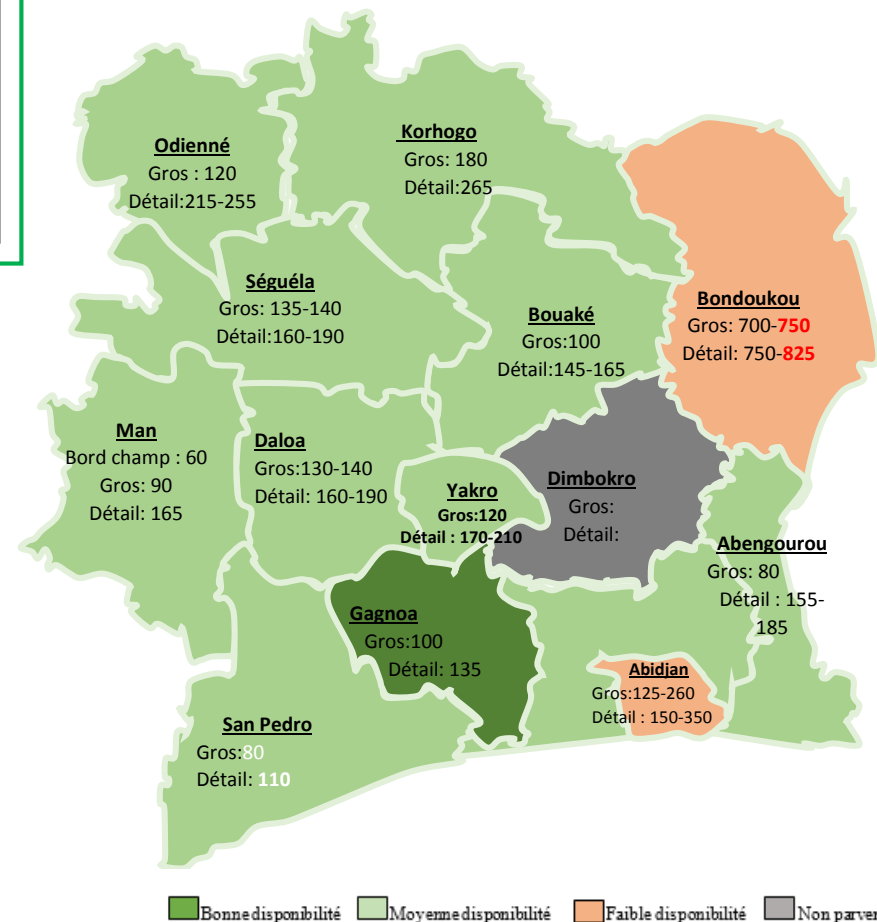 Odienné
Gros : 120
Détail:215-255
Korhogo
Gros: 180
Détail:265
Séguéla
Gros: 135-140
Détail:160-190
Bouaké
Gros:100
Détail:145-165
Bondoukou
Gros: 700-750
Détail: 750-825
Man
Bord champ : 60
Gros: 90
Détail: 165
Daloa
Gros:130-140
Détail: 160-190
Yakro
Gros:120
Détail : 170-210
Dimbokro
Gros:
Détail:
Abengourou
Gros: 80
Détail : 155-
185
Gagnoa
Gros:100
Détail: 135
Abidjan
Gros:125-260
Détail : 150-350
San Pedro
Gros:80
Détail: 110
Bonne disponibilité Moyenne disponibilité Faible disponibilité Non